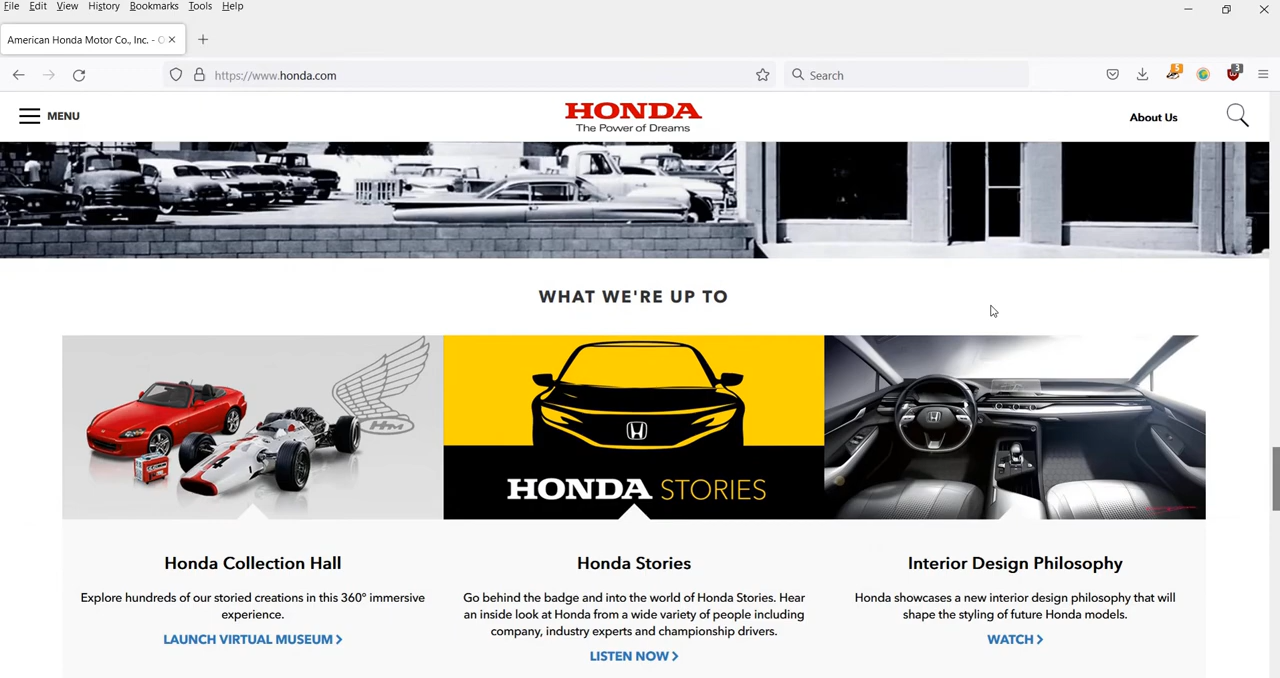 File Edit View History Bookmarks Tools Help
American Honda Motor Co., Inc. - O
https://www.honda.com
Search
5
3
MENU
HONDA
The Power of Dreams
About Us
WHAT WE'RE UP TO
HM
4
HONDA STORIES
Honda Collection Hall
Explore hundreds of our storied creations in this 360° immersive
experience.
LAUNCH VIRTUAL MUSEUM
Honda Stories
Go behind the badge and into the world of Honda Stories. Hear
an inside look at Honda from a wide variety of people including
company, industry experts and championship drivers.
LISTEN NOW
Interior Design Philosophy
Honda showcases a new interior design philosophy that will
shape the styling of future Honda models.
WATCH